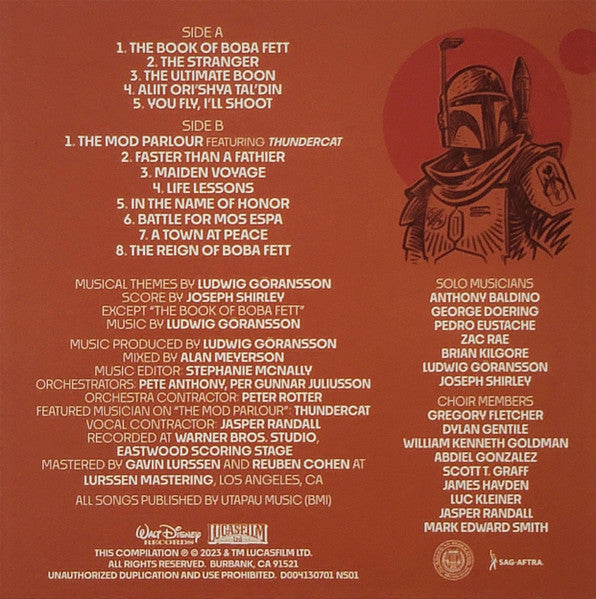 SIDE A
1. THE BOOK OF BOBA FETT
2. THE STRANGER
3. THE ULTIMATE BOON
4. ALIIT ORI'SHYA TAL'DIN
5. YOU FLY, I'LL SHOOT
SIDE B
1. THE MOD PARLOUR FEATURING THUNDERCAT
2. FASTER THAN A FATHIER
3. MAIDEN VOYAGE
4. LIFE LESSONS
5. IN THE NAME OF HONOR
6. BATTLE FOR MOS ESPA
7. A TOWN AT PEACE
8. THE REIGN OF BOBA FETT
MUSICAL THEMES BY LUDWIG GÖRANSSON
SCORE BY JOSEPH SHIRLEY
EXCEPT "THE BOOK OF BOBA FETT"
MUSIC BY LUDWIG GÖRANSSON
MUSIC PRODUCED BY LUDWIG GÖRANSSON
MIXED BY ALAN MEYERSON
MUSIC EDITOR: STEPHANIE MCNALLY
ORCHESTRATORS: PETE ANTHONY, PER GUNNAR JULIUSSON
ORCHESTRA CONTRACTOR: PETER ROTTER
FEATURED MUSICIAN ON "THE MOD PARLOUR": THUNDERCAT
VOCAL CONTRACTOR: JASPER RANDALL
RECORDED AT WARNER BROS. STUDIO,
EASTWOOD SCORING STAGE
MASTERED BY GAVIN LURSSEN AND REUBEN COHEN AT
LURSSEN MASTERING, LOS ANGELES, CA
ALL SONGS PUBLISHED BY UTAPAU MUSIC (BMI)
SOLO MUSICIANS
ANTHONY BALDINO
GEORGE DOERING
PEDRO EUSTACHE
ZAC RAE
BRIAN KILGORE
LUDWIG GÖRANSSON
JOSEPH SHIRLEY
CHOIR MEMBERS
GREGORY FLETCHER
DYLAN GENTILE
WILLIAM KENNETH GOLDMAN
ABDIEL GONZALEZ
SCOTT T. GRAFF
JAMES HAYDEN
LUC KLEINER
JASPER RANDALL
MARK EDWARD SMITH
WALT DISNEY RECORDS
LUCASFILM Ltd.
THIS COMPILATION ℗ © 2023 & TM LUCASFILM LTD.
ALL RIGHTS RESERVED. BURBANK, CA 91521
UNAUTHORIZED DUPLICATION AND USE PROHIBITED. D004130701 NS01
SAG-AFTRA.